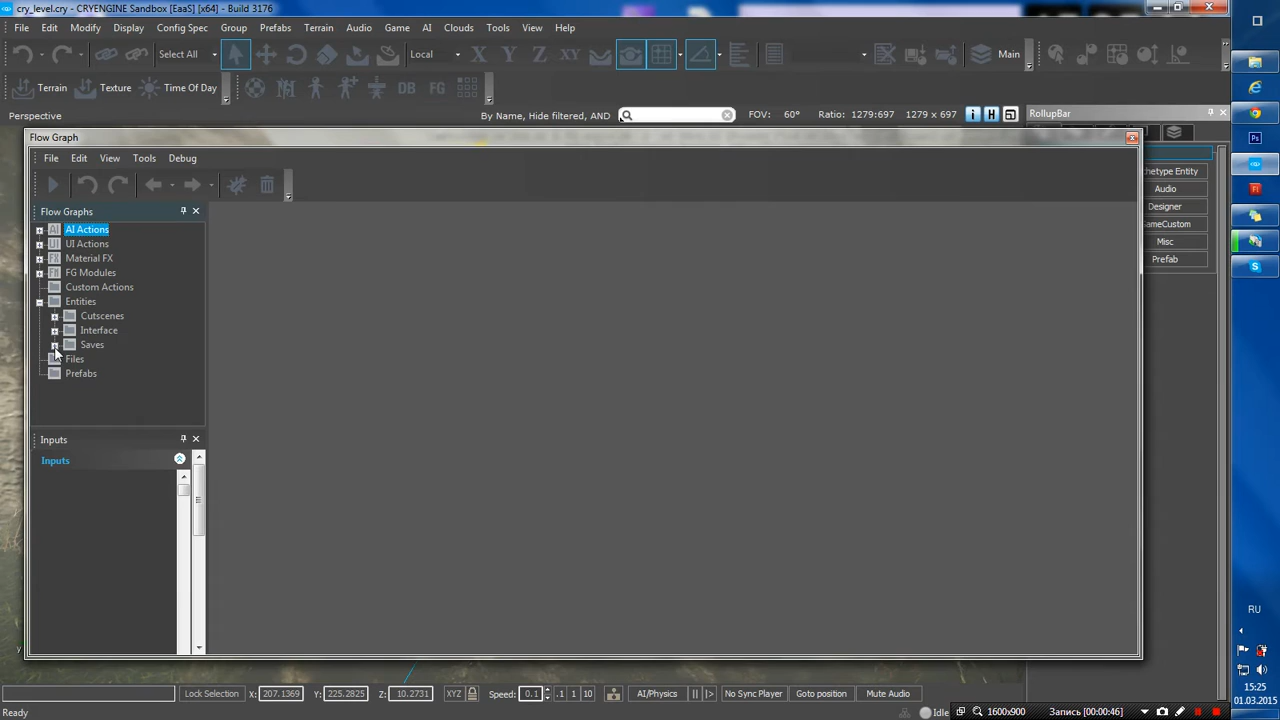 cry_level.cry - CRYENGINE Sandbox [EaaS] [x64] - Build 3176
File Edit Modify Display Config Spec Group Prefabs Terrain Audio Game AI Clouds Tools View Help
Select All Local XY Main
Terrain Texture Time Of Day DB FG
Perspective By Name, Hide filtered, AND FOV: 60° Ratio: 1279:697 1279 x 697 i H RollupBar
Flow Graph
File Edit View Tools Debug
Flow Graphs
AI Actions
UI Actions
Material FX
FG Modules
Custom Actions
Entities
Cutscenes
Interface
Saves
Files
Prefabs
Inputs
Inputs
chetype Entity
Audio
Designer
GameCustom
Misc
Prefab
Ps
RU
15:25
01.03.2015
Lock Selection X: 207.1369 Y: 225.2825 Z: 10.2731 XYZ Speed: 0.1 .1 1 10 AI/Physics No Sync Player Goto position Mute Audio
Ready Idle 1600x900 Запись [00:00:46]